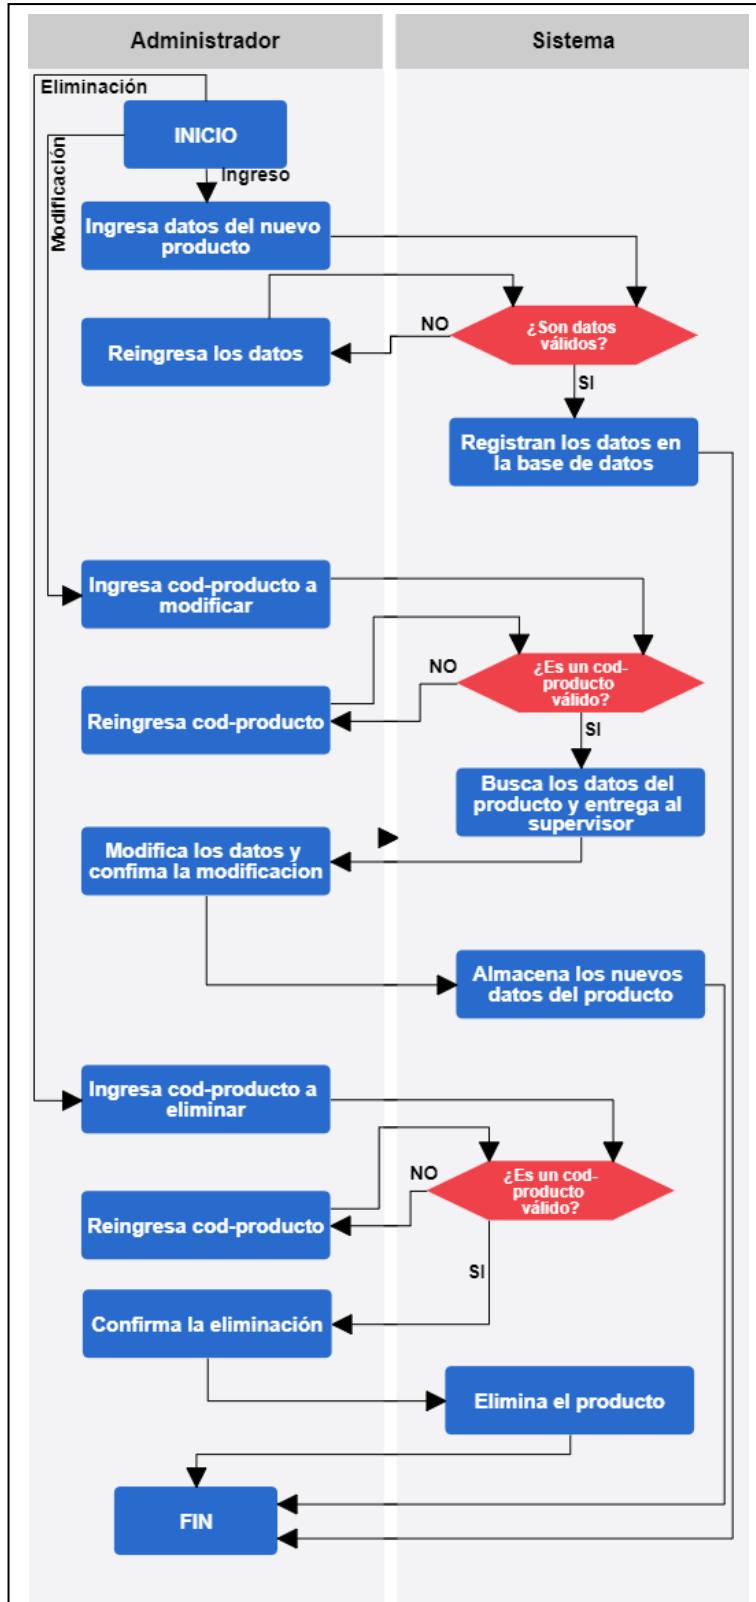 Administrador
Sistema
Eliminación
Modificación
INICIO
Ingreso
Ingresa datos del nuevo
producto
¿Son datos
válidos?
NO
Reingresa los datos
SI
Registran los datos en
la base de datos
Ingresa cod-producto a
modificar
¿Es un cod-
producto
válido?
NO
Reingresa cod-producto
SI
Busca los datos del
producto y entrega al
supervisor
Modifica los datos y
confima la modificacion
Almacena los nuevos
datos del producto
Ingresa cod-producto a
eliminar
¿Es un cod-
producto
válido?
NO
Reingresa cod-producto
SI
Confirma la eliminación
Elimina el producto
FIN